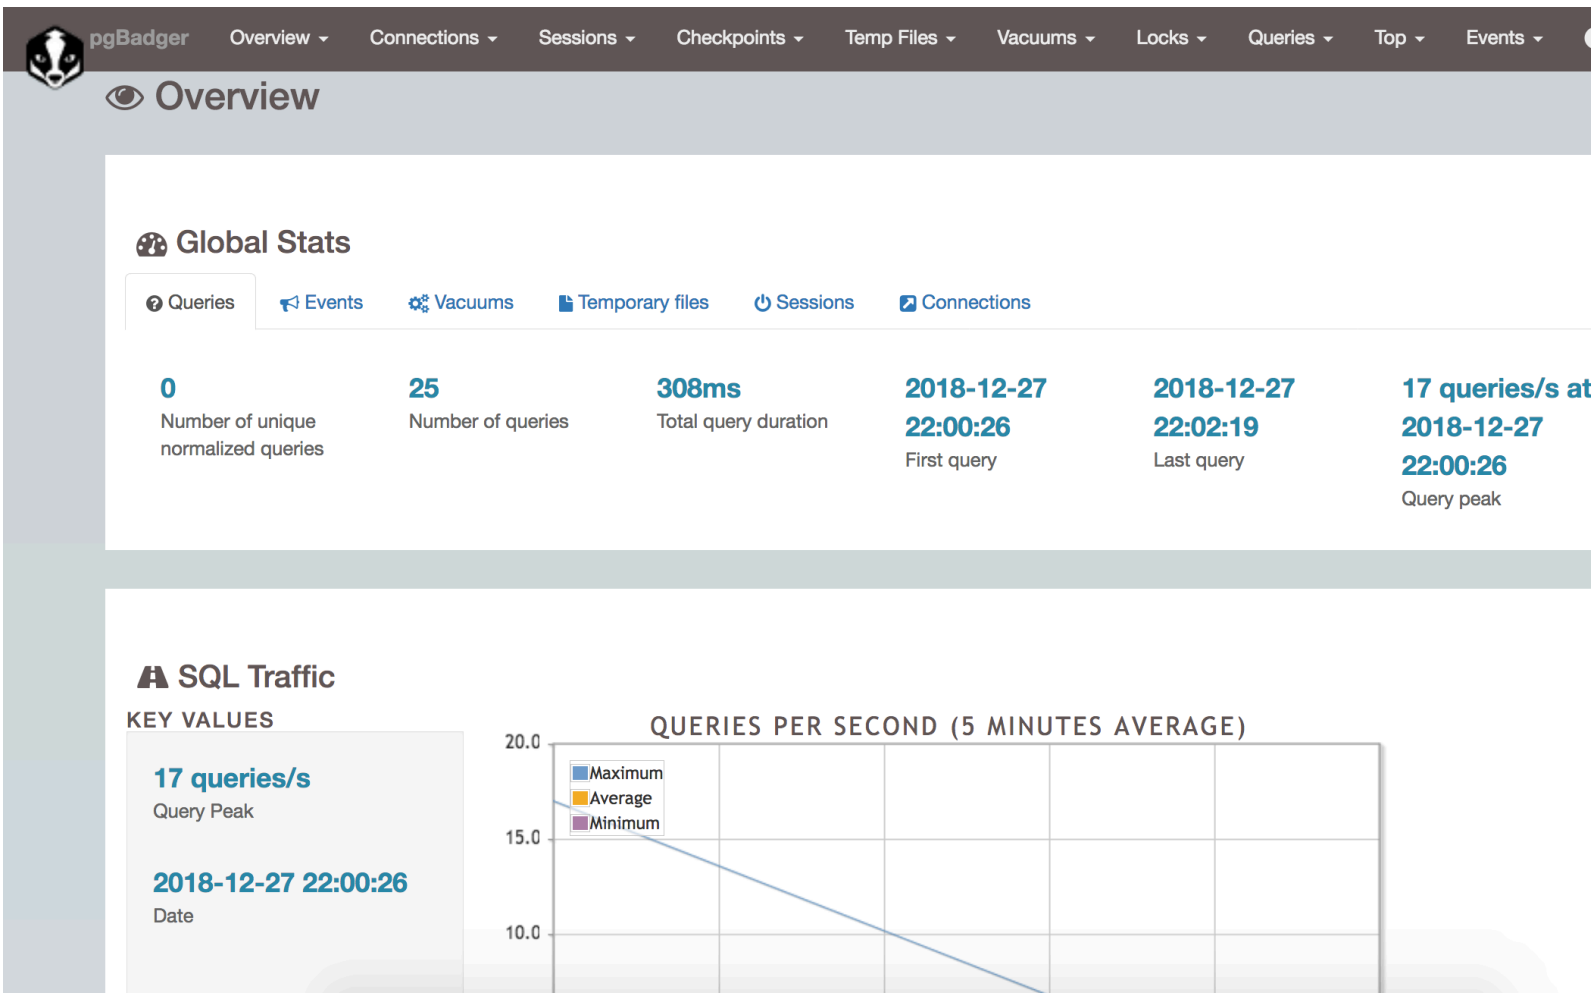 pgBadger Overview Connections Sessions Checkpoints Temp Files Vacuums Locks Queries Top Events
Overview
Global Stats
Queries Events Vacuums Temporary files Sessions Connections
0
Number of unique
normalized queries
25
Number of queries
308ms
Total query duration
2018-12-27
22:00:26
First query
2018-12-27
22:02:19
Last query
17 queries/s at
2018-12-27
22:00:26
Query peak
SQL Traffic
KEY VALUES
17 queries/s
Query Peak
2018-12-27 22:00:26
Date
QUERIES PER SECOND (5 MINUTES AVERAGE)
20.0
15.0
10.0
Maximum
Average
Minimum